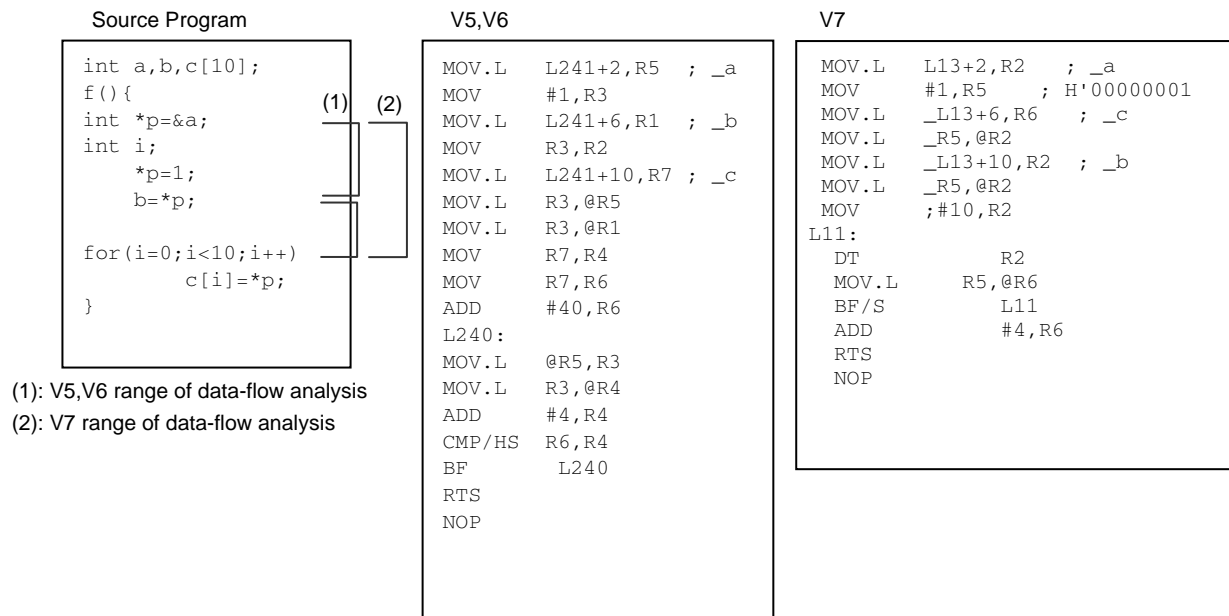 Source Program
int a,b,c[10];
f(){
int *p=&a;
int i;
*p=1;
b=*p;
for(i=0;i<10;i++)
c[i]=*p;
}
(1)
(2)
(1): V5,V6 range of data-flow analysis
(2): V7 range of data-flow analysis
V5,V6
MOV.L L241+2,R5 ; _a
MOV #1,R3
MOV.L L241+6,R1 ; _b
MOV R3,R2
MOV.L L241+10,R7 ; _c
MOV.L R3,@R5
MOV.L R3,@R1
MOV R7,R4
MOV R7,R6
ADD #40,R6
L240:
MOV.L @R5,R3
MOV.L R3,@R4
ADD #4,R4
CMP/HS R6,R4
BF L240
RTS
NOP
V7
MOV.L L13+2,R2 ; _a
MOV #1,R5 ; H'00000001
MOV.L _L13+6,R6 ; _c
MOV.L _R5,@R2
MOV.L _L13+10,R2 ; _b
MOV.L _R5,@R2
MOV ;#10,R2
L11:
DT R2
MOV.L R5,@R6
BF/S L11
ADD #4,R6
RTS
NOP